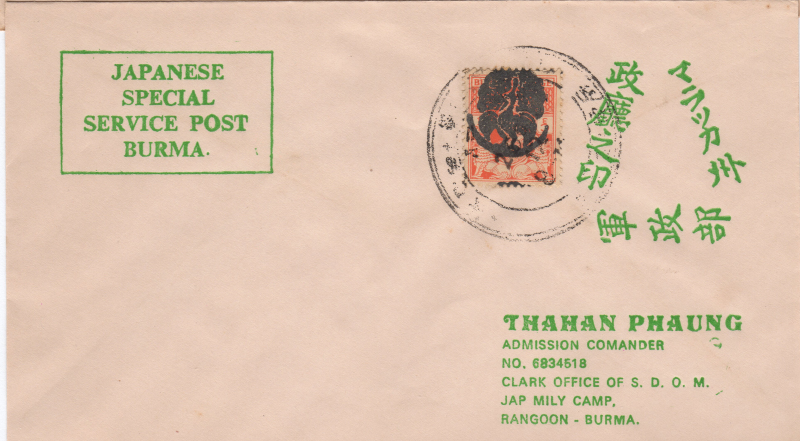 JAPANESE
SPECIAL
SERVICE POST
BURMA.
軍政部
THAHAN PHAUNG
ADMISSION COMANDER
NO. 6834518
CLARK OFFICE OF S. D. O. M.
JAP MILY CAMP,
RANGOON - BURMA.